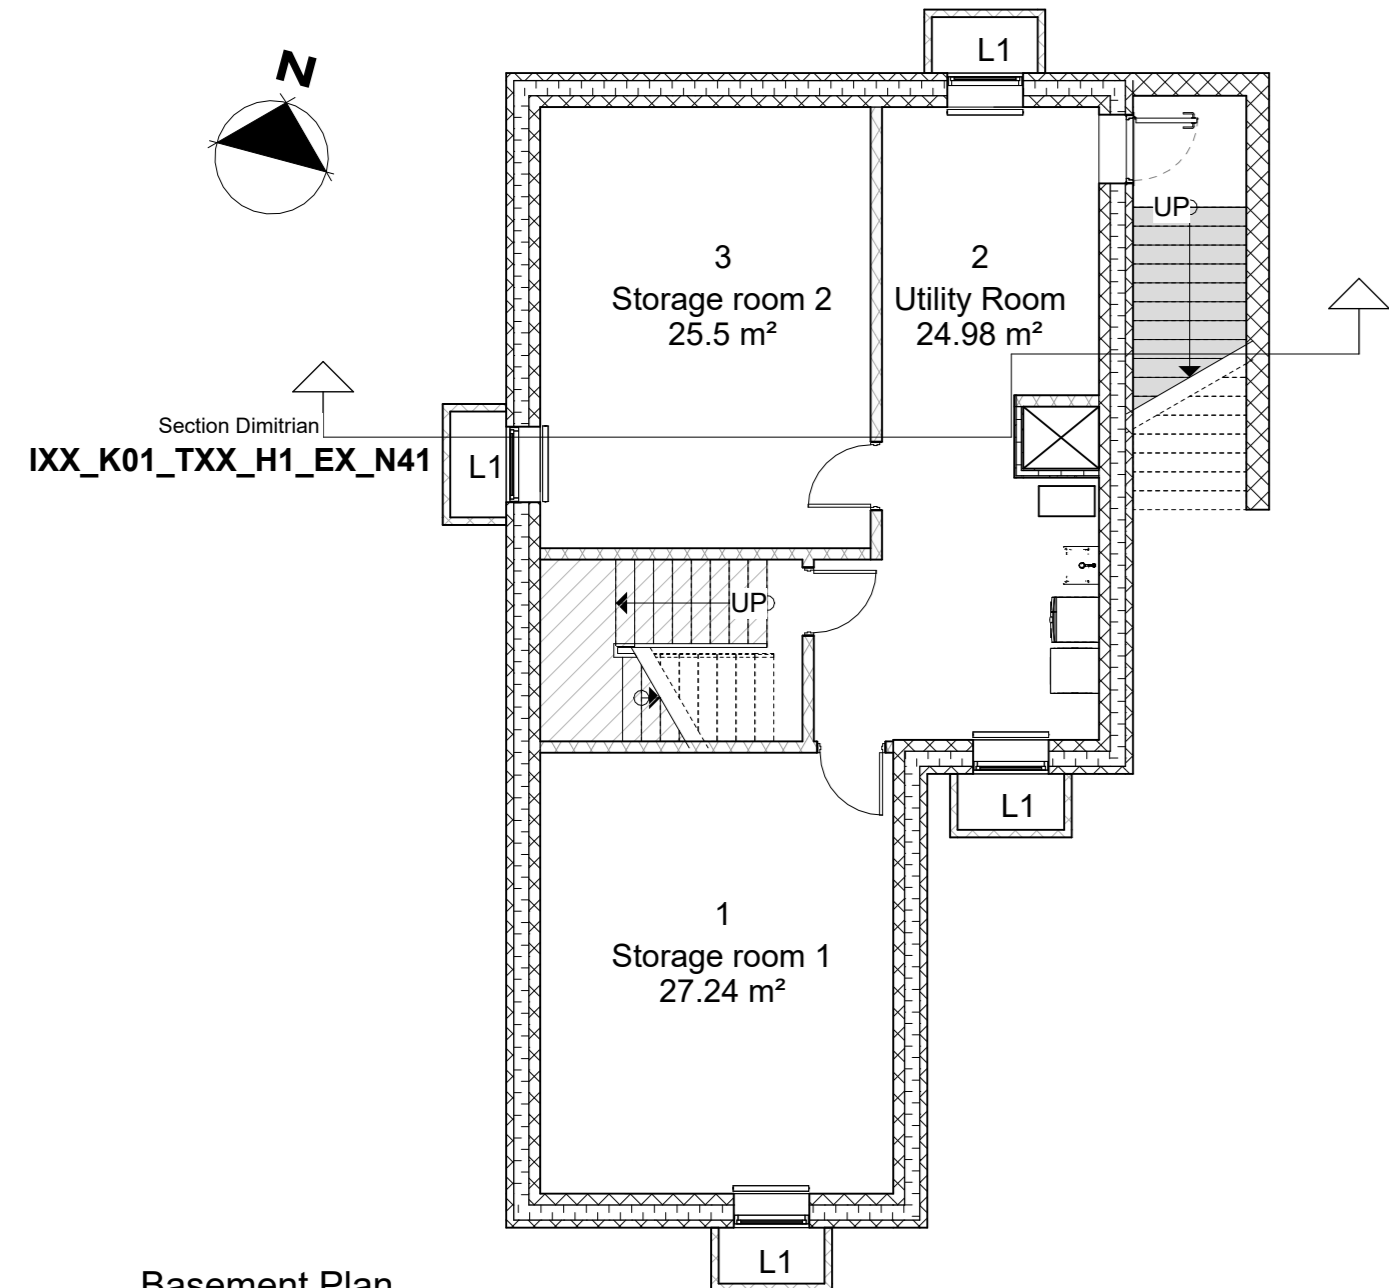 N
L1
UP
3
Storage room 2
25.5 m²
2
Utility Room
24.98 m²
Section Dimitrian
IXX_K01_TXX_H1_EX_N41
L1
UP
L1
1
Storage room 1
27.24 m²
L1
Basement Plan